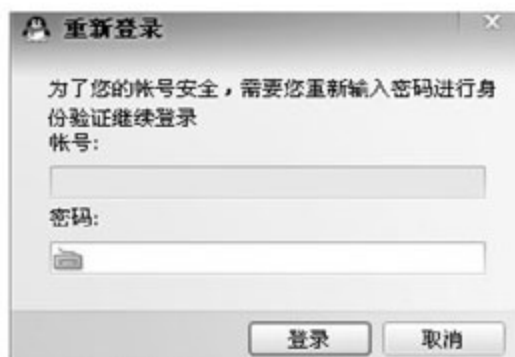 重新登录
为了您的帐号安全，需要您重新输入密码进行身
份验证继续登录
帐号:
密码:
登录
取消